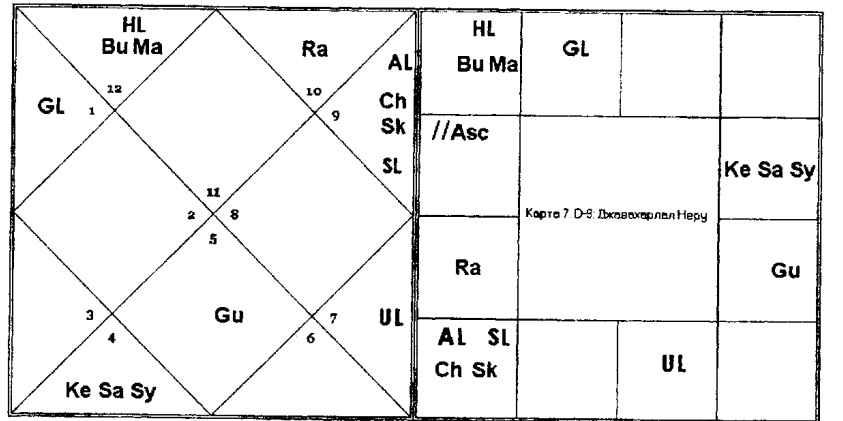 HL
Bu Ma
Ra
AL
Ch
Sk
SL
GL
12
1
10
9
11
2
8
5
3
4
Gu
7
6
UL
Ke Sa Sy
HL
Bu Ma
GL
//Asc
Ke Sa Sy
Карта 7. D-6: Джавахарлал Неру
Ra
Gu
AL SL
Ch Sk
UL